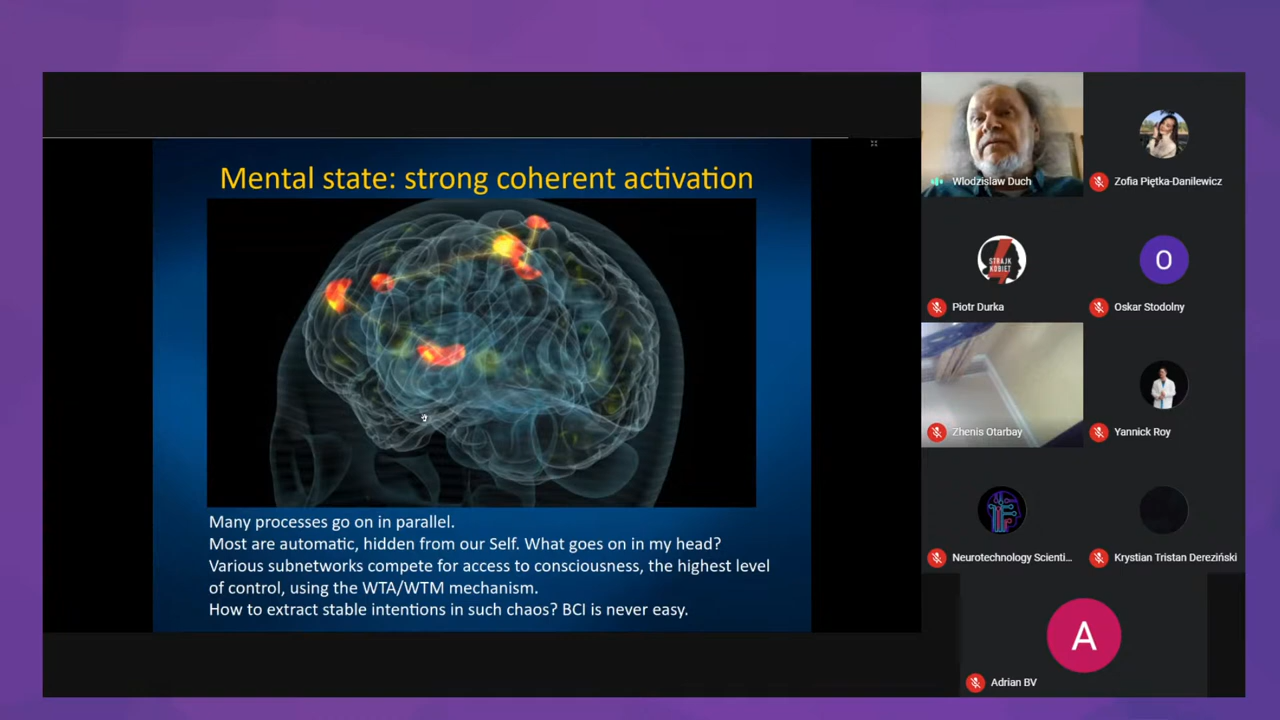 Mental state: strong coherent activation
Many processes go on in parallel.
Most are automatic, hidden from our Self. What goes on in my head?
Various subnetworks compete for access to consciousness, the highest level
of control, using the WTA/WTM mechanism.
How to extract stable intentions in such chaos? BCI is never easy.
Wlodzislaw Duch
Zofia Piętka-Danilewicz
STRAJK
KOBIET
Piotr Durka
O
Oskar Stodolny
Zhenis Otarbay
Yannick Roy
Neurotechnology Scienti...
Krystian Tristan Dereziński
A
Adrian BV